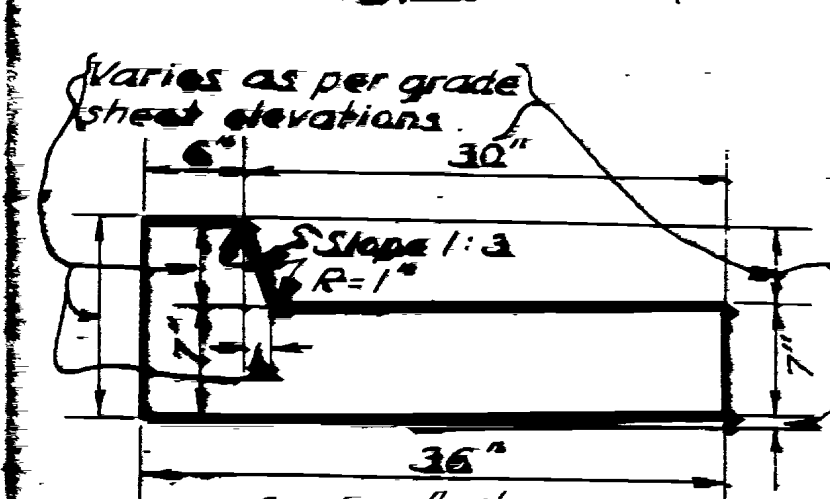 Varies as per grade
sheet elevations
6" 30"
Slope 1:3
R=1"
7"
7"
36"